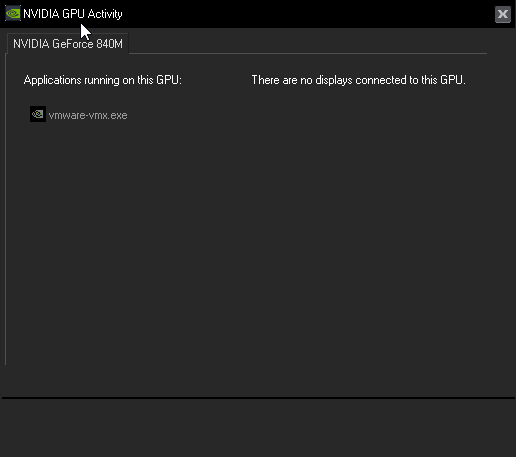 NVIDIA GPU Activity
NVIDIA GeForce 840M
Applications running on this GPU: There are no displays connected to this GPU.
vmware-vmx.exe